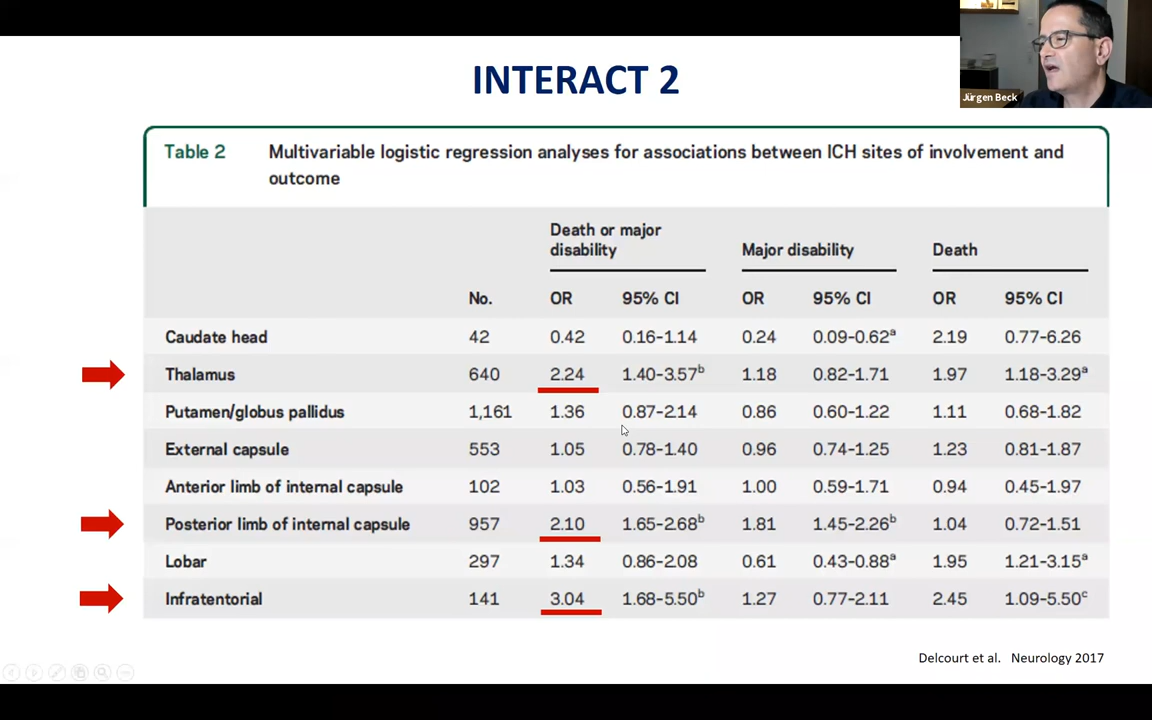 INTERACT 2
Jürgen Beck
Table 2 Multivariable logistic regression analyses for associations between ICH sites of involvement and
outcome
Death or major
disability Major disability Death
No. OR 95% CI OR 95% CI OR 95% CI
Caudate head 42 0.42 0.16–1.14 0.24 0.09–0.62ᵃ 2.19 0.77–6.26
Thalamus 640 2.24 1.40–3.57ᵇ 1.18 0.82–1.71 1.97 1.18–3.29ᵃ
Putamen/globus pallidus 1,161 1.36 0.87–2.14 0.86 0.60–1.22 1.11 0.68–1.82
External capsule 553 1.05 0.78–1.40 0.96 0.74–1.25 1.23 0.81–1.87
Anterior limb of internal capsule 102 1.03 0.56–1.91 1.00 0.59–1.71 0.94 0.45–1.97
Posterior limb of internal capsule 957 2.10 1.65–2.68ᵇ 1.81 1.45–2.26ᵇ 1.04 0.72–1.51
Lobar 297 1.34 0.86–2.08 0.61 0.43–0.88ᵃ 1.95 1.21–3.15ᵃ
Infratentorial 141 3.04 1.68–5.50ᵇ 1.27 0.77–2.11 2.45 1.09–5.50ᶜ
Delcourt et al. Neurology 2017